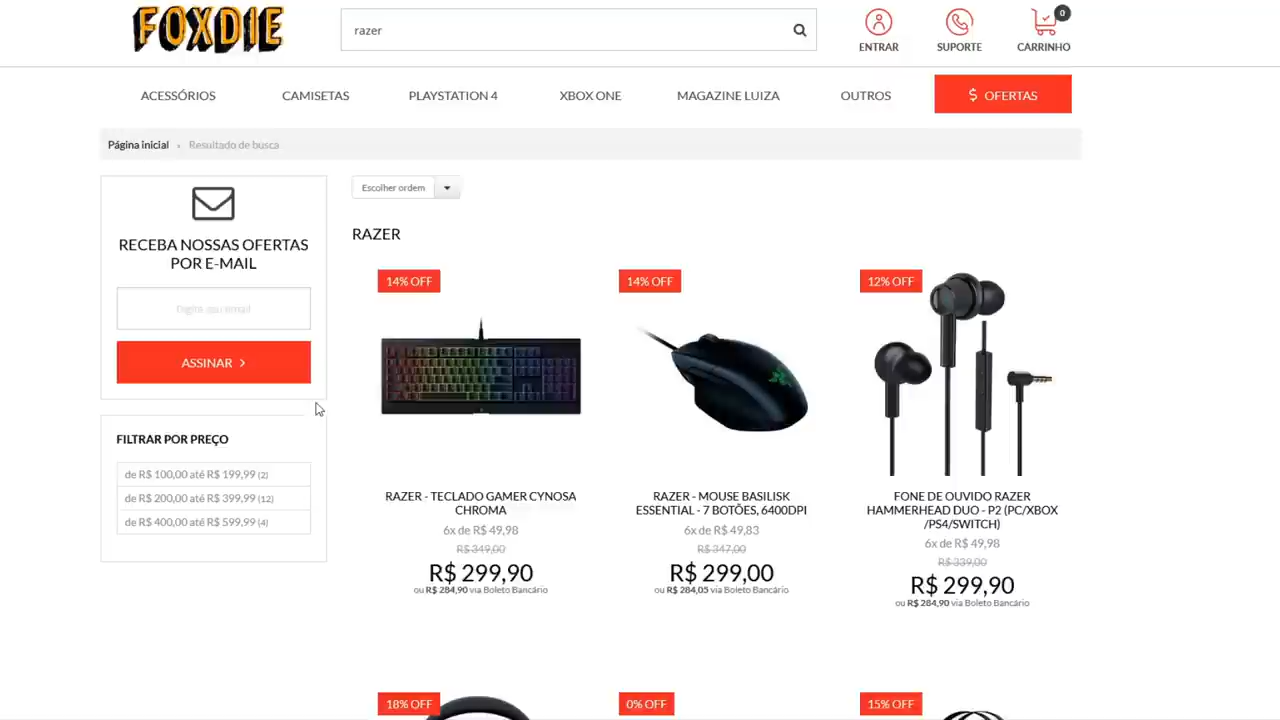 FOXDIE
razer
0
ENTRAR
SUPORTE
CARRINHO
ACESSÓRIOS
CAMISETAS
PLAYSTATION 4
XBOX ONE
MAGAZINE LUIZA
OUTROS
$ OFERTAS
Página inicial › Resultado de busca
RECEBA NOSSAS OFERTAS
POR E-MAIL
Digite seu email
ASSINAR >
FILTRAR POR PREÇO
de R$ 100,00 até R$ 199,99 (2)
de R$ 200,00 até R$ 399,99 (12)
de R$ 400,00 até R$ 599,99 (4)
Escolher ordem
RAZER
14% OFF
RAZER - TECLADO GAMER CYNOSA
CHROMA
6x de R$ 49,98
R$ 349,00
R$ 299,90
ou R$ 284,90 via Boleto Bancário
14% OFF
RAZER - MOUSE BASILISK
ESSENTIAL - 7 BOTÕES, 6400DPI
6x de R$ 49,83
R$ 347,00
R$ 299,00
ou R$ 284,05 via Boleto Bancário
12% OFF
FONE DE OUVIDO RAZER
HAMMERHEAD DUO - P2 (PC/XBOX
/PS4/SWITCH)
6x de R$ 49,98
R$ 339,00
R$ 299,90
ou R$ 284,90 via Boleto Bancário
18% OFF
0% OFF
15% OFF